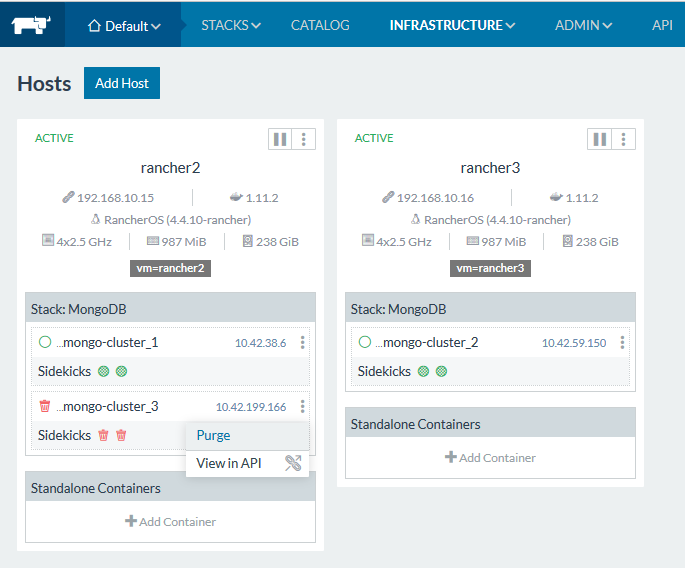 Default STACKS CATALOG INFRASTRUCTURE ADMIN API
Hosts Add Host
ACTIVE
rancher2
192.168.10.15 1.11.2
RancherOS (4.4.10-rancher)
4x2.5 GHz 987 MiB 238 GiB
vm=rancher2
Stack: MongoDB
...mongo-cluster_1 10.42.38.6
Sidekicks
...mongo-cluster_3 10.42.199.166
Sidekicks
Purge
View in API
Standalone Containers
Add Container
ACTIVE
rancher3
192.168.10.16 1.11.2
RancherOS (4.4.10-rancher)
4x2.5 GHz 987 MiB 238 GiB
vm=rancher3
Stack: MongoDB
...mongo-cluster_2 10.42.59.150
Sidekicks
Standalone Containers
Add Container